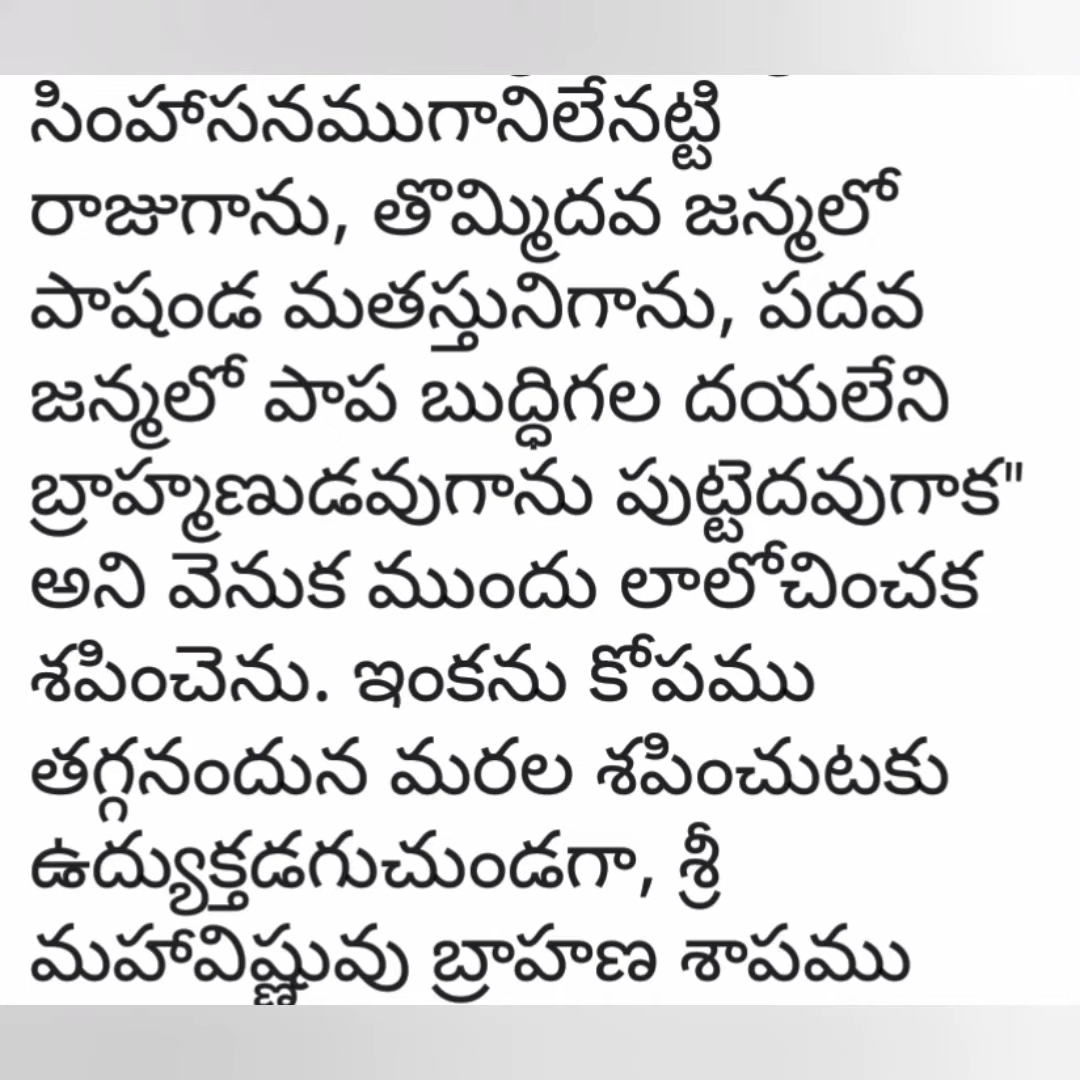 సింహాసనముగానిలేనట్టి
రాజుగాను, తొమ్మిదవ జన్మలో
పాషండ మతస్తునిగాను, పదవ
జన్మలో పాప బుద్ధిగల దయలేని
బ్రాహ్మణుడవుగాను పుట్టెదవుగాక"
అని వెనుక ముందు లాలోచించక
శపించెను. ఇంకను కోపము
తగ్గనందున మరల శపించుటకు
ఉద్యుక్తడగుచుండగా, శ్రీ
మహావిష్ణువు బ్రాహణ శాపము